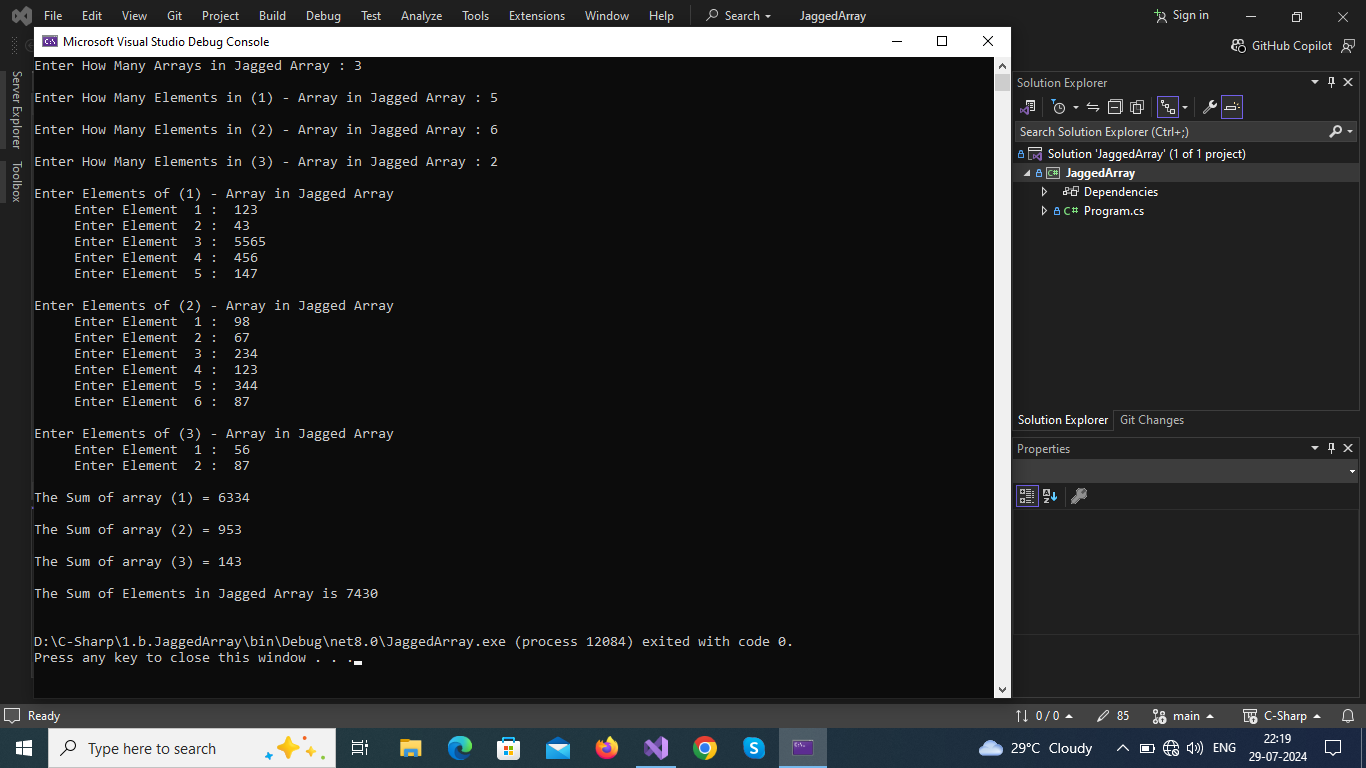 File Edit View Git Project Build Debug Test Analyze Tools Extensions Window Help Search JaggedArray Sign in
GitHub Copilot
Server Explorer
Toolbox
Microsoft Visual Studio Debug Console
Enter How Many Arrays in Jagged Array : 3
Enter How Many Elements in (1) - Array in Jagged Array : 5
Enter How Many Elements in (2) - Array in Jagged Array : 6
Enter How Many Elements in (3) - Array in Jagged Array : 2
Enter Elements of (1) - Array in Jagged Array
Enter Element  1 :  123
Enter Element  2 :  43
Enter Element  3 :  5565
Enter Element  4 :  456
Enter Element  5 :  147
Enter Elements of (2) - Array in Jagged Array
Enter Element  1 :  98
Enter Element  2 :  67
Enter Element  3 :  234
Enter Element  4 :  123
Enter Element  5 :  344
Enter Element  6 :  87
Enter Elements of (3) - Array in Jagged Array
Enter Element  1 :  56
Enter Element  2 :  87
The Sum of array (1) = 6334
The Sum of array (2) = 953
The Sum of array (3) = 143
The Sum of Elements in Jagged Array is 7430
D:\C-Sharp\1.b.JaggedArray\bin\Debug\net8.0\JaggedArray.exe (process 12084) exited with code 0.
Press any key to close this window . . .
Solution Explorer
Search Solution Explorer (Ctrl+;)
Solution 'JaggedArray' (1 of 1 project)
C# JaggedArray
Dependencies
C# Program.cs
Solution Explorer Git Changes
Properties
Ready 0 / 0 85 main C-Sharp
Type here to search 29°C Cloudy ENG 22:19
29-07-2024